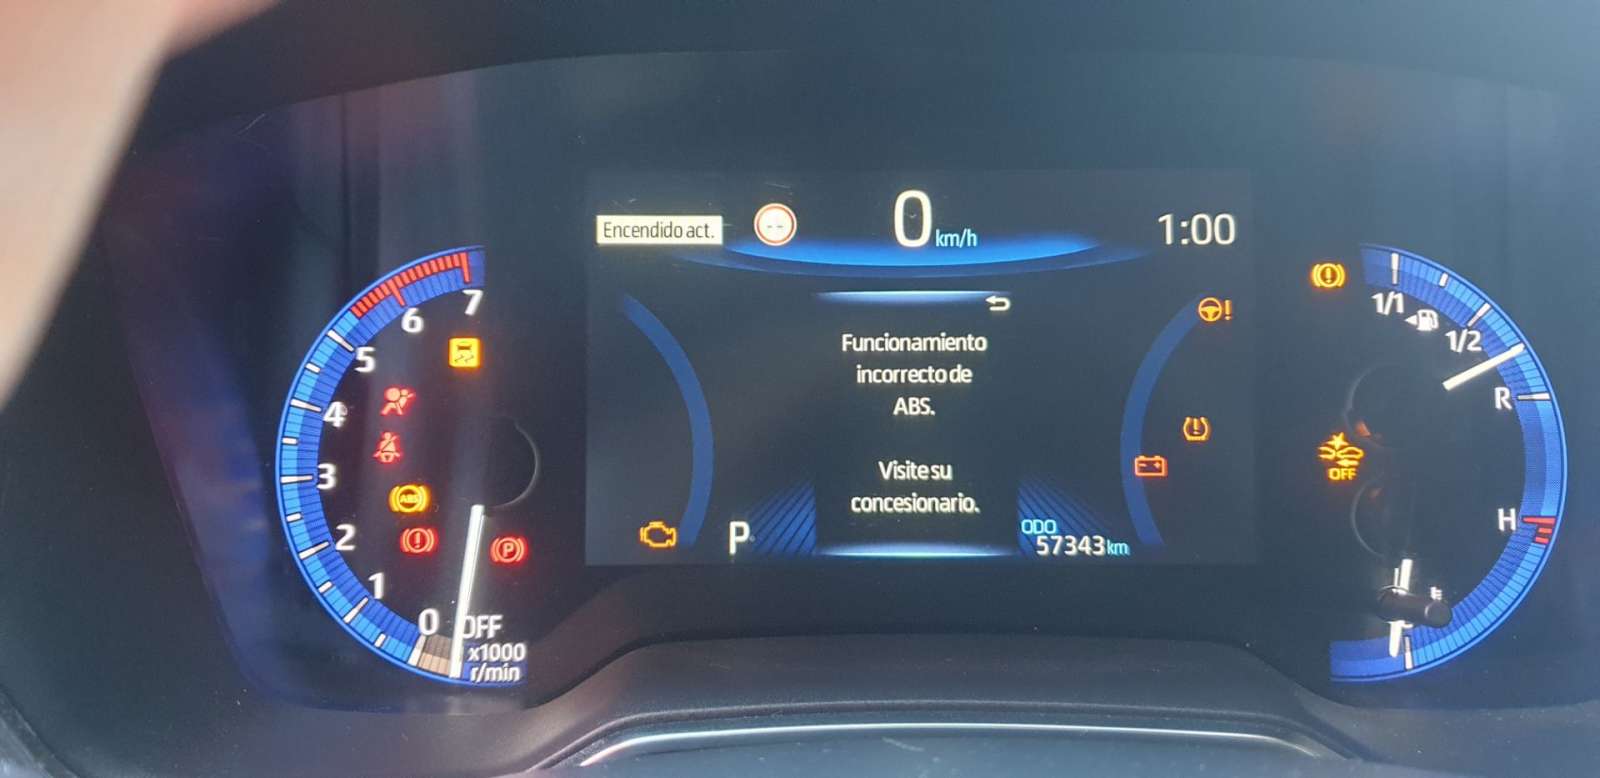 Encendido act.
0 km/h
1:00
7
6
5
4
3
2
1
0
OFF
x1000
r/min
ABS
P
Funcionamiento
incorrecto de
ABS.
Visite su
concesionario.
P
ODO
57343 km
1/1
1/2
R
OFF
H